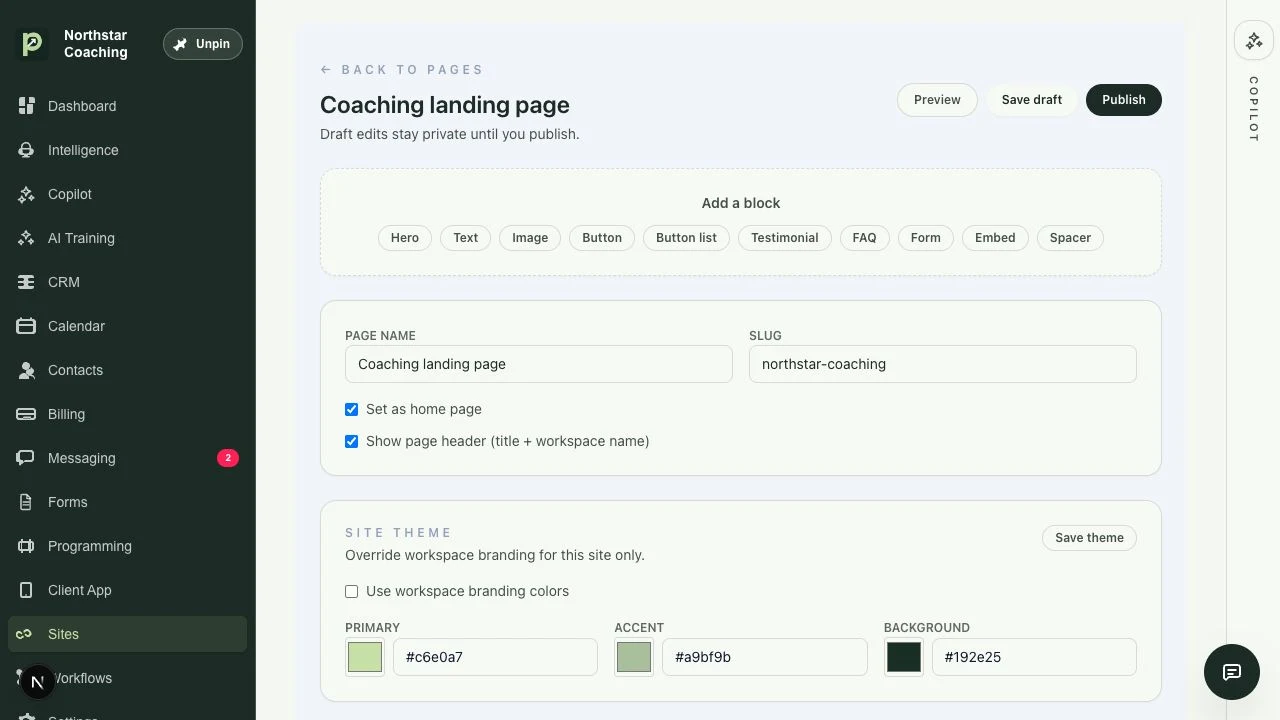 Northstar
Coaching
Unpin
Dashboard
Intelligence
Copilot
AI Training
CRM
Calendar
Contacts
Billing
Messaging
2
Forms
Programming
Client App
Sites
N
Workflows
Settings
← BACK TO PAGES
Coaching landing page
Draft edits stay private until you publish.
Preview
Save draft
Publish
Add a block
Hero
Text
Image
Button
Button list
Testimonial
FAQ
Form
Embed
Spacer
PAGE NAME
SLUG
Coaching landing page
northstar-coaching
Set as home page
Show page header (title + workspace name)
SITE THEME
Save theme
Override workspace branding for this site only.
Use workspace branding colors
PRIMARY
ACCENT
BACKGROUND
#c6e0a7
#a9bf9b
#192e25
COPILOT